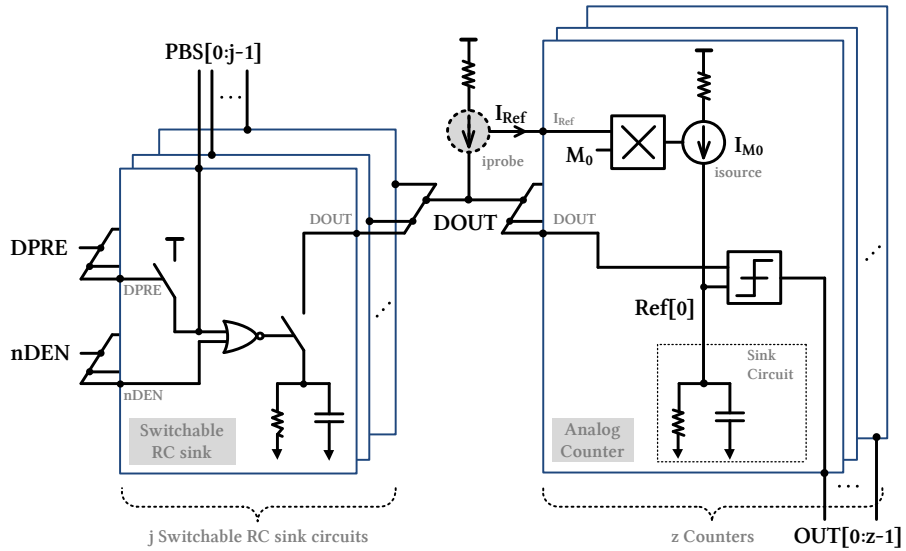 PBS[0:j-1]
...
I_Ref
I_Ref
iprobe
M_0
I_M0
isource
DOUT
DOUT
DOUT
DPRE
DPRE
Ref[0]
nDEN
nDEN
Sink
Circuit
Switchable
RC sink
Analog
Counter
...
j Switchable RC sink circuits
z Counters
OUT[0:z-1]